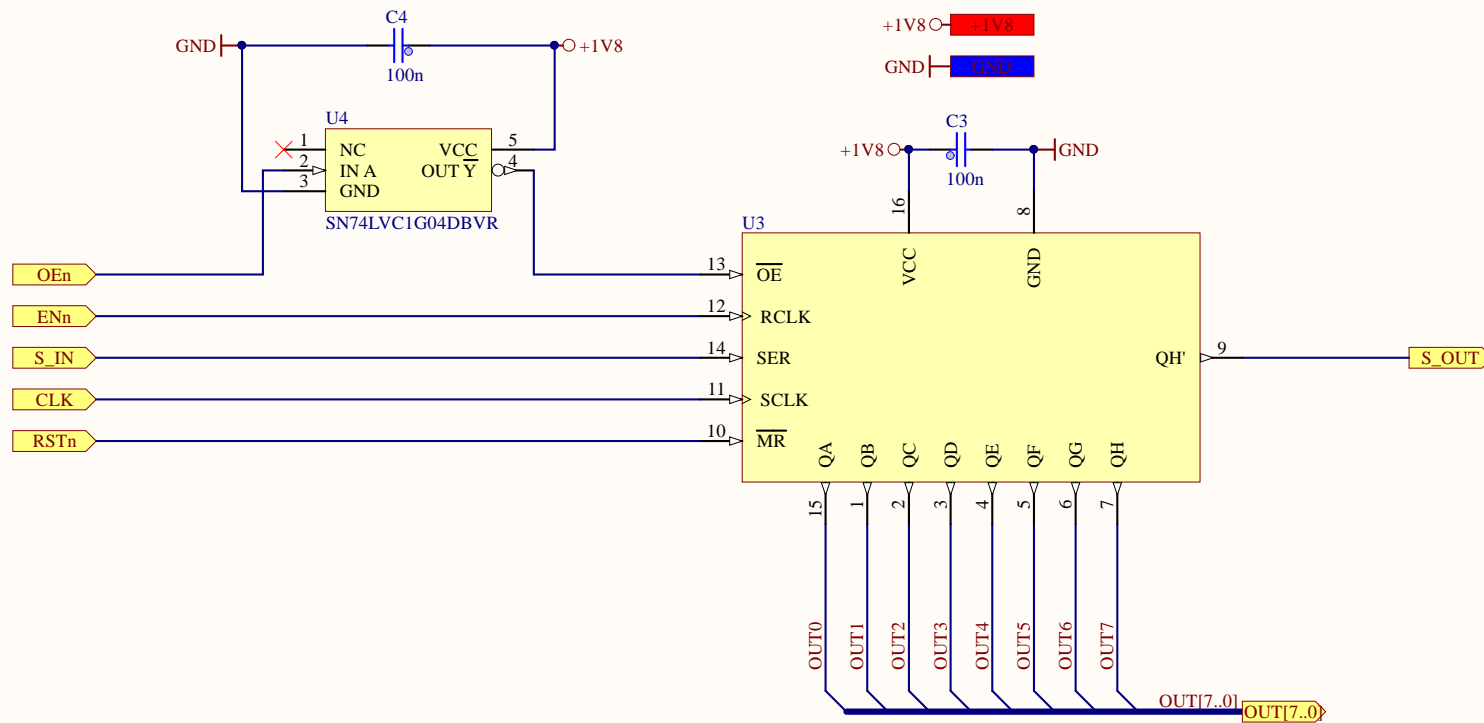 C4
GND
+1V8
100n
+1V8
+1V8
GND
GND
U4
1
NC
VCC
5
2
IN A
OUT Y
4
3
GND
SN74LVC1G04DBVR
C3
+1V8
GND
100n
16
8
U3
VCC
GND
OEn
13
OE
ENn
12
RCLK
S_IN
14
SER
QH'
9
S_OUT
CLK
11
SCLK
RSTn
10
MR
QA
QB
QC
QD
QE
QF
QG
QH
15
1
2
3
4
5
6
7
OUT0
OUT1
OUT2
OUT3
OUT4
OUT5
OUT6
OUT7
OUT[7..0]
OUT[7..0]